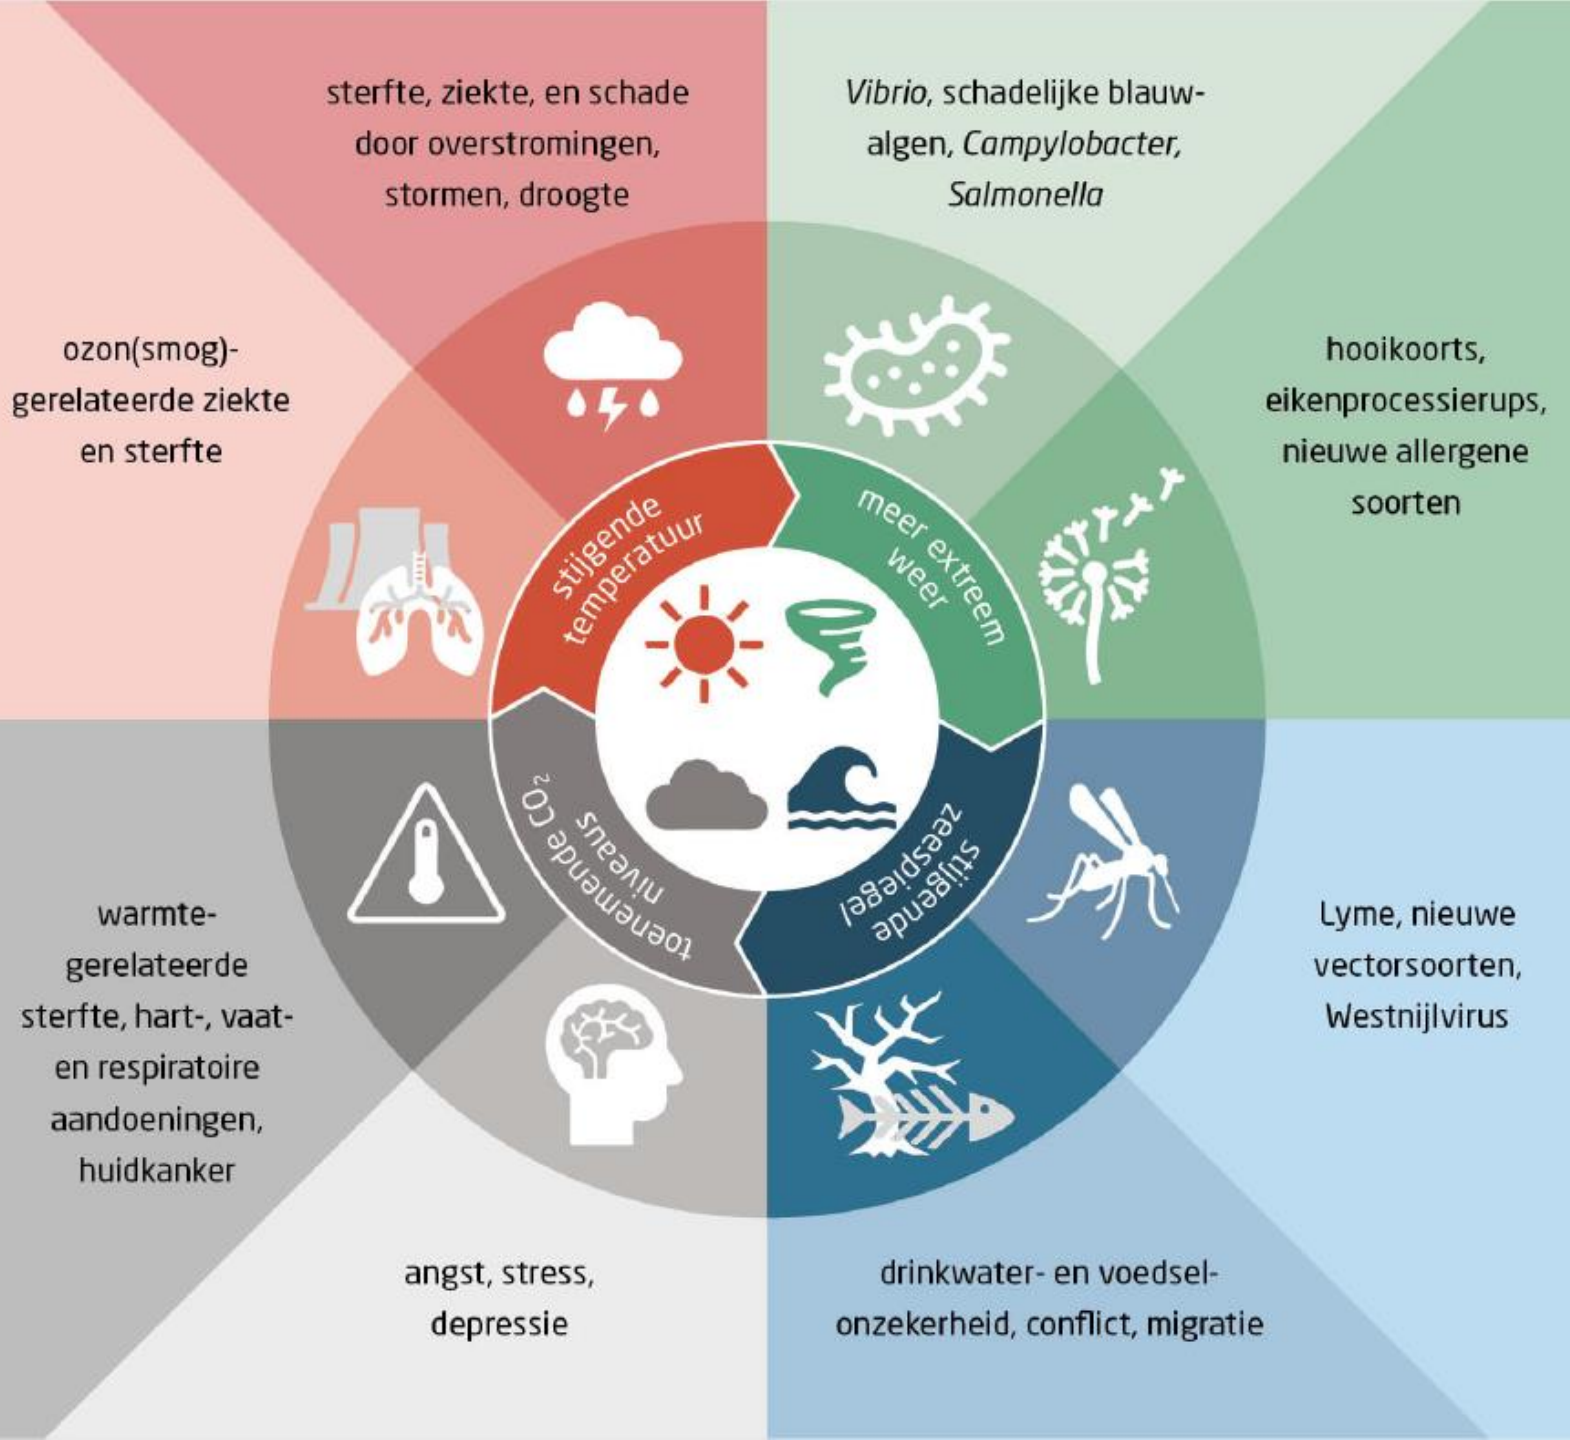 sterfte, ziekte, en schade
door overstromingen,
stormen, droogte
Vibrio, schadelijke blauw-
algen, Campylobacter,
Salmonella
ozon(smog)-
gerelateerde ziekte
en sterfte
hooikoorts,
eikenprocessierups,
nieuwe allergene
soorten
stijgende
temperatuur
meer extreem
weer
toenemende CO₂
niveaus
stijgende
zeespiegel
warmte-
gerelateerde
sterfte, hart-, vaat-
en respiratoire
aandoeningen,
huidkanker
Lyme, nieuwe
vectorsoorten,
Westnijlvirus
angst, stress,
depressie
drinkwater- en voedsel-
onzekerheid, conflict, migratie